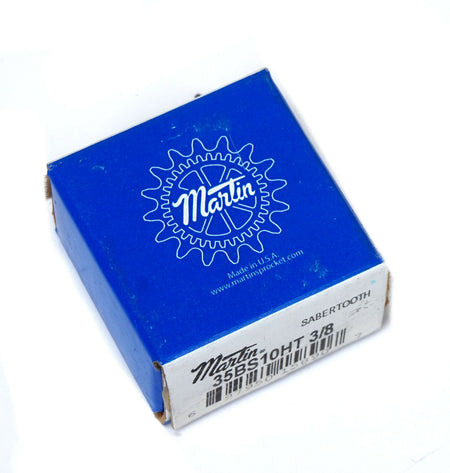 Martin
Made in U.S.A.
www.martinsprocket.com
SABERTOOTH
Martin
35BS10HT 3/8